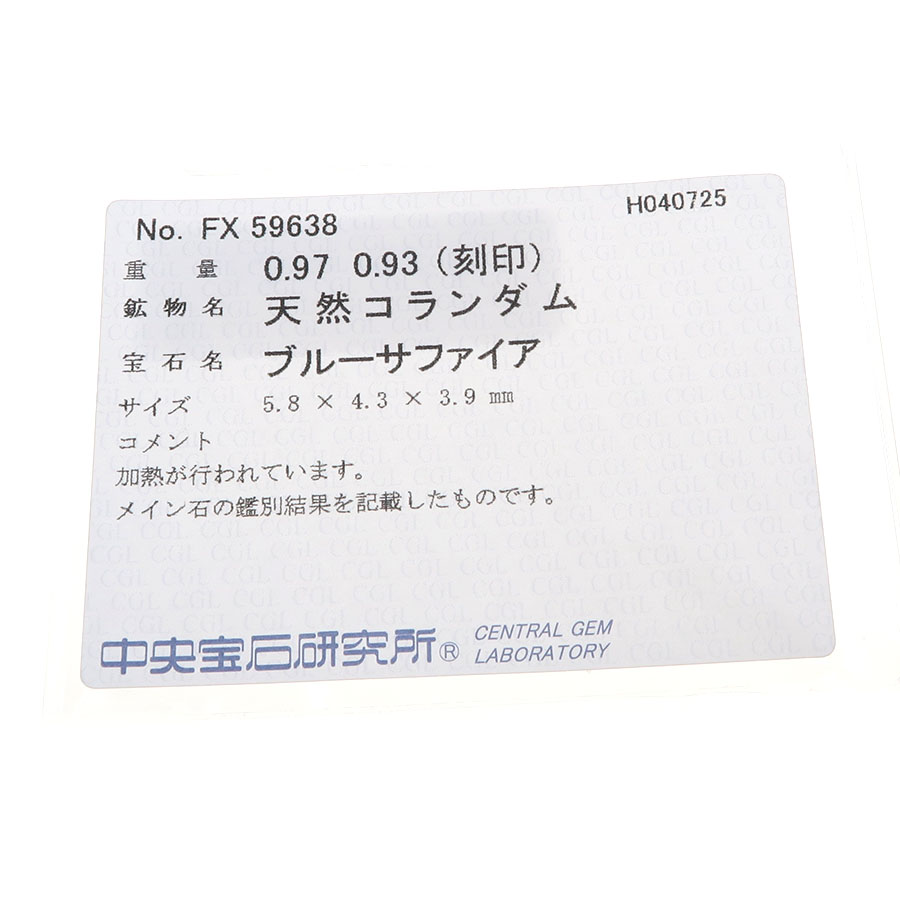 No. FX 59638
H040725
重量 0.97 0.93 (刻印)
鉱物名 天然コランダム
宝石名 ブルーサファイア
サイズ 5.8 × 4.3 × 3.9 mm
コメント
加熱が行われています。
メイン石の鑑別結果を記載したものです。
中央宝石研究所® CENTRAL GEM
LABORATORY